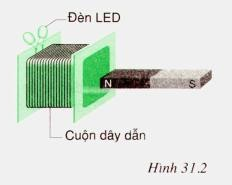 Đèn LED
N
S
Cuộn dây dẫn
Hình 31.2